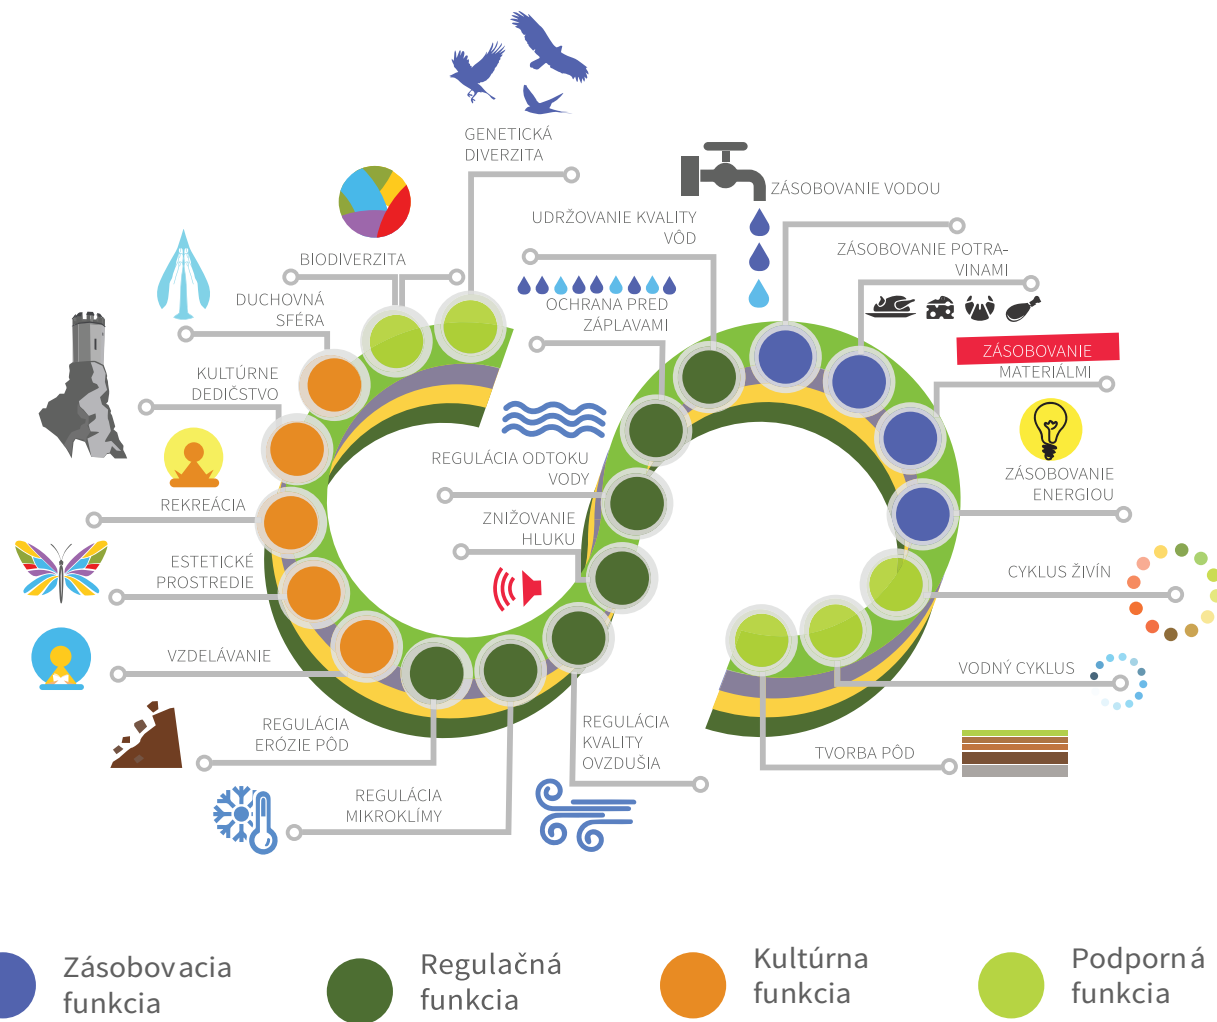 GENETICKÁ
DIVERZITA
ZÁSOBOVANIE VODOU
UDRŽOVANIE KVALITY
VÔD
ZÁSOBOVANIE POTRA-
VINAMI
BIODIVERZITA
DUCHOVNÁ
SFÉRA
OCHRANA PRED
ZÁPLAVAMI
ZÁSOBOVANIE
MATERIÁLMI
KULTÚRNE
DEDIČSTVO
REGULÁCIA ODTOKU
VODY
ZÁSOBOVANIE
ENERGIOU
REKREÁCIA
ZNIŽOVANIE
HLUKU
ESTETICKÉ
PROSTREDIE
CYKLUS ŽIVÍN
VZDELÁVANIE
VODNÝ CYKLUS
REGULÁCIA
ERÓZIE PÔD
REGULÁCIA
KVALITY
OVZDUŠIA
TVORBA PÔD
REGULÁCIA
MIKROKLÍMY
Zásobovacia
funkcia
Regulačná
funkcia
Kultúrna
funkcia
Podporná
funkcia